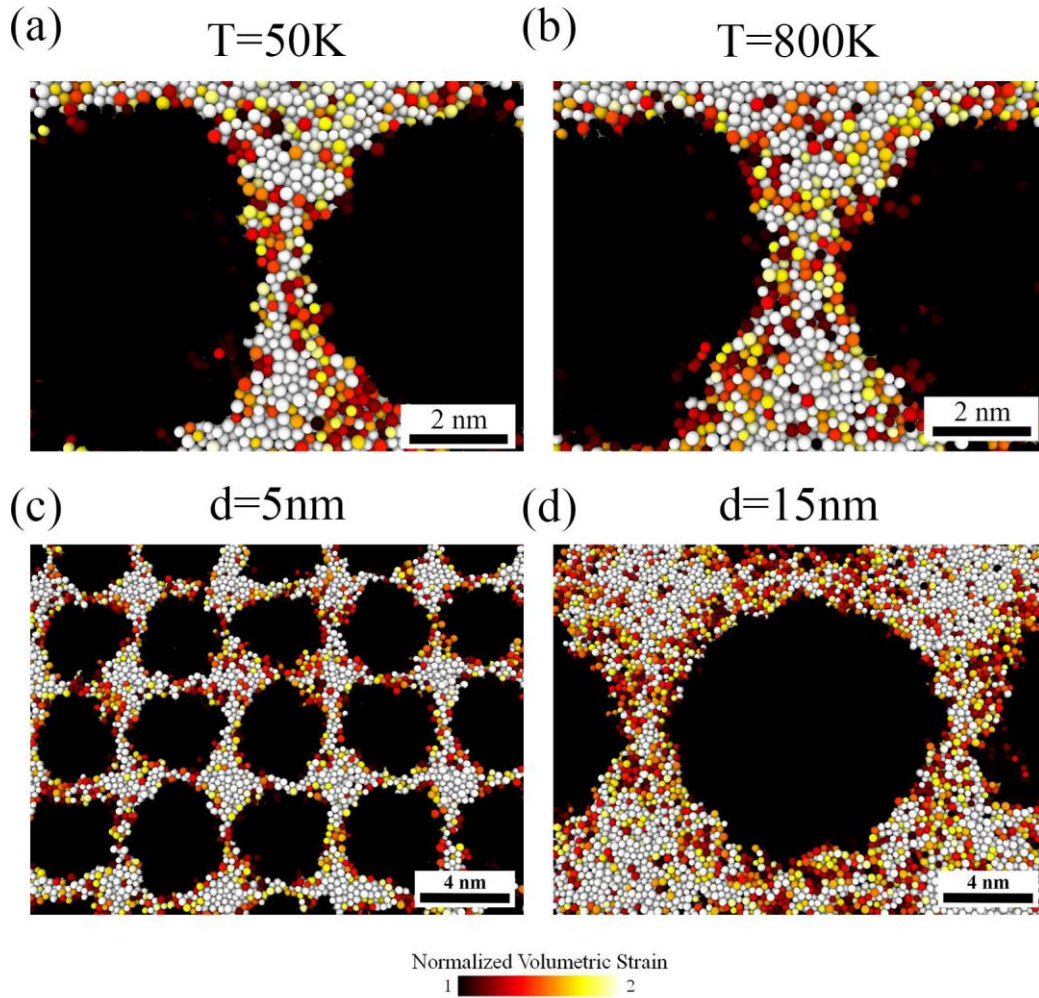 (a)
T=50K
(b)
T=800K
2 nm
2 nm
(c)
d=5nm
(d)
d=15nm
4 nm
4 nm
Normalized Volumetric Strain
1
2